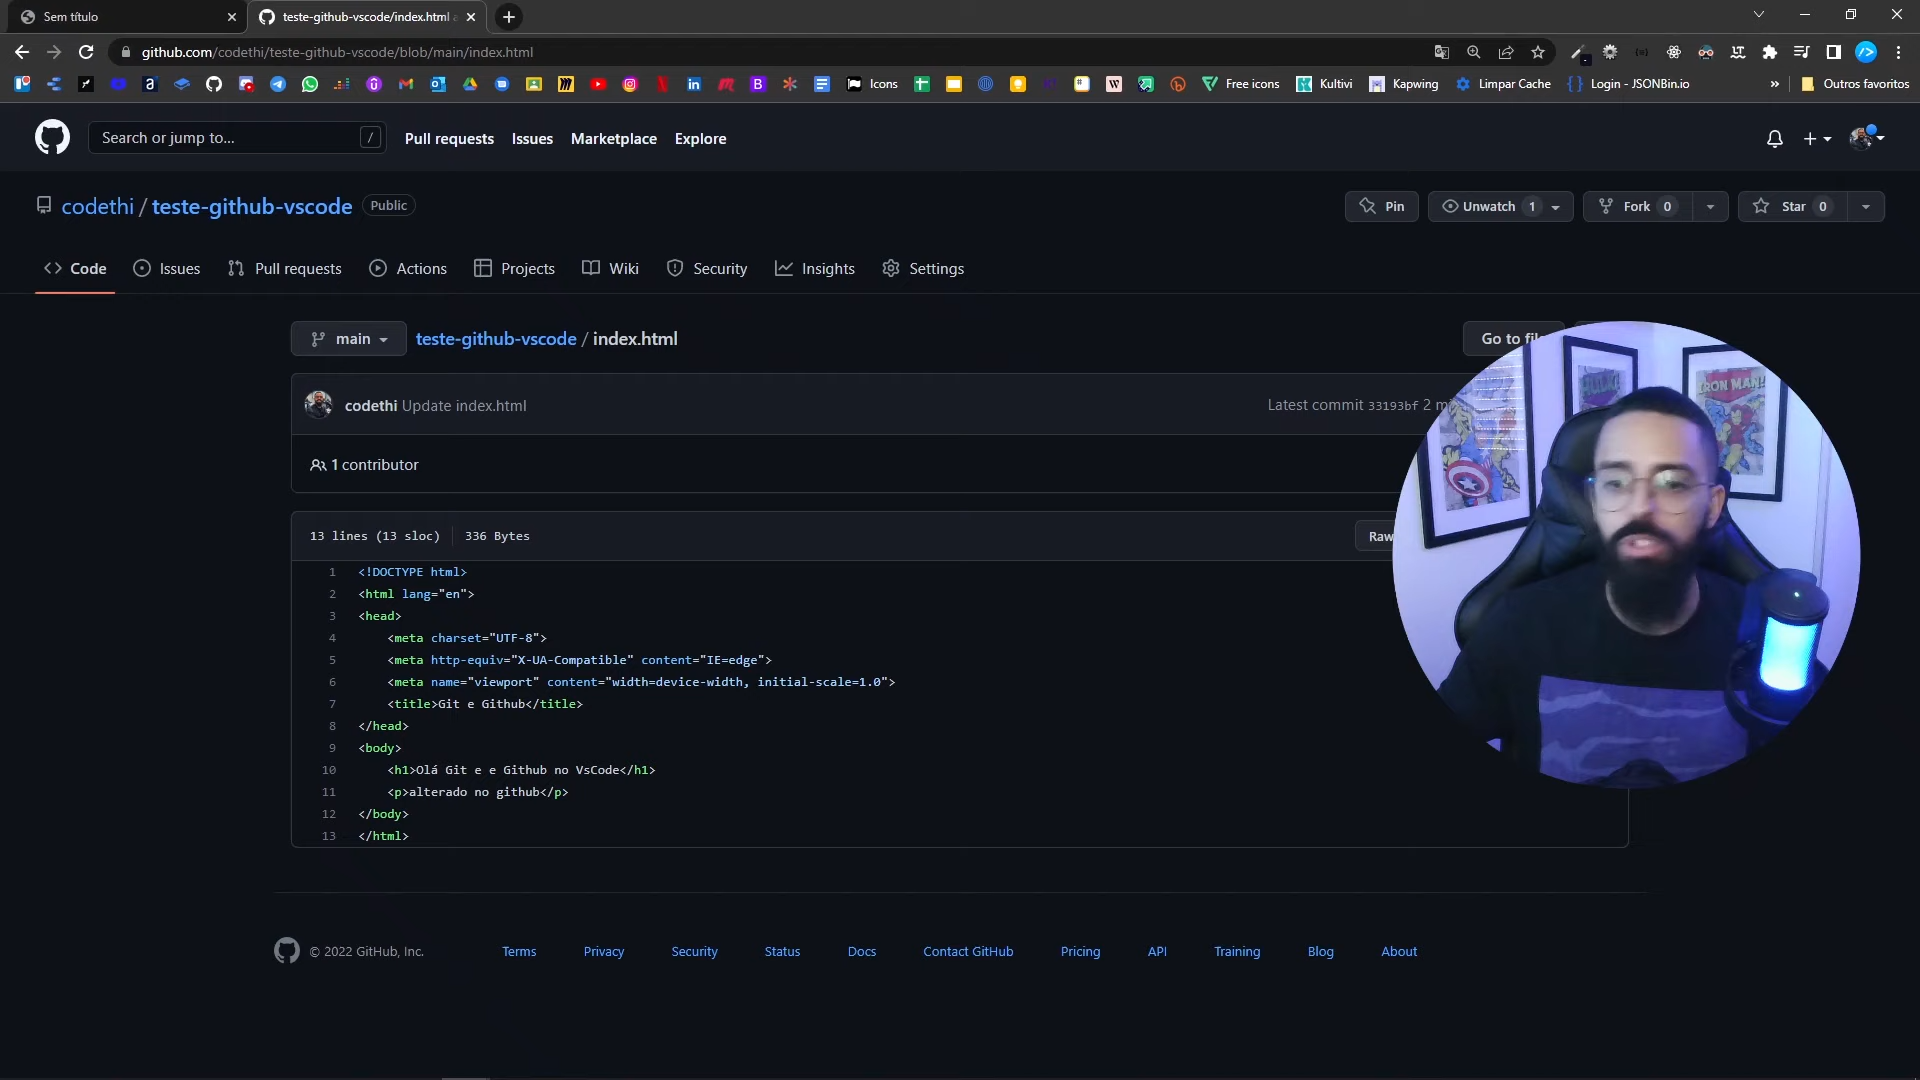 Sem título
teste-github-vscode/index.html
github.com/codethi/teste-github-vscode/blob/main/index.html
Icons
Free icons
Kultivi
Kapwing
Limpar Cache
Login - JSONBin.io
»
Outros favoritos
Search or jump to...
/
Pull requests
Issues
Marketplace
Explore
codethi / teste-github-vscode
Public
Pin
Unwatch 1
Fork 0
Star 0
Code
Issues
Pull requests
Actions
Projects
Wiki
Security
Insights
Settings
main
teste-github-vscode / index.html
Go to
codethi Update index.html
Latest commit 33193bf 2
1 contributor
13 lines (13 sloc)
336 Bytes
Raw
1 <!DOCTYPE html>
2 <html lang="en">
3 <head>
4 <meta charset="UTF-8">
5 <meta http-equiv="X-UA-Compatible" content="IE=edge">
6 <meta name="viewport" content="width=device-width, initial-scale=1.0">
7 <title>Git e Github</title>
8 </head>
9 <body>
10 <h1>Olá Git e e Github no VsCode</h1>
11 <p>alterado no github</p>
12 </body>
13 </html>
IRON MAN!
© 2022 GitHub, Inc.
Terms
Privacy
Security
Status
Docs
Contact GitHub
Pricing
API
Training
Blog
About